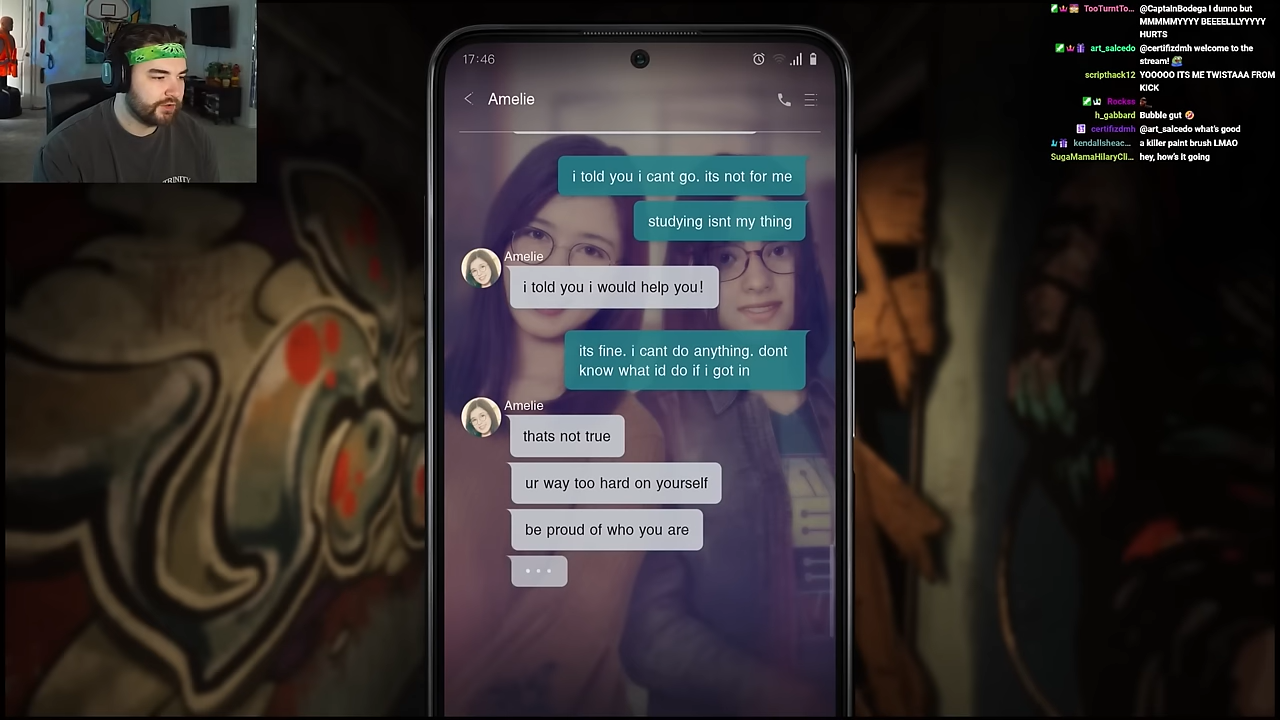 17:46
Amelie
i told you i cant go. its not for me
studying isnt my thing
Amelie
i told you i would help you!
its fine. i cant do anything. dont
know what id do if i got in
Amelie
thats not true
ur way too hard on yourself
be proud of who you are
TooTurntTo... @CaptainBodega I dunno but
MMMMMYYYY BEEEELLLYYYYY
HURTS
art_salcedo @certifizdmh welcome to the
stream!
scripthack12 YOOOOO ITS ME TWISTAAA FROM
KICK
Rockss
h_gabbard Bubble gut
certifizdmh @art_salcedo what's good
kendallsheac... a killer paint brush LMAO
SugaMamaHilaryCli... hey, how's it going